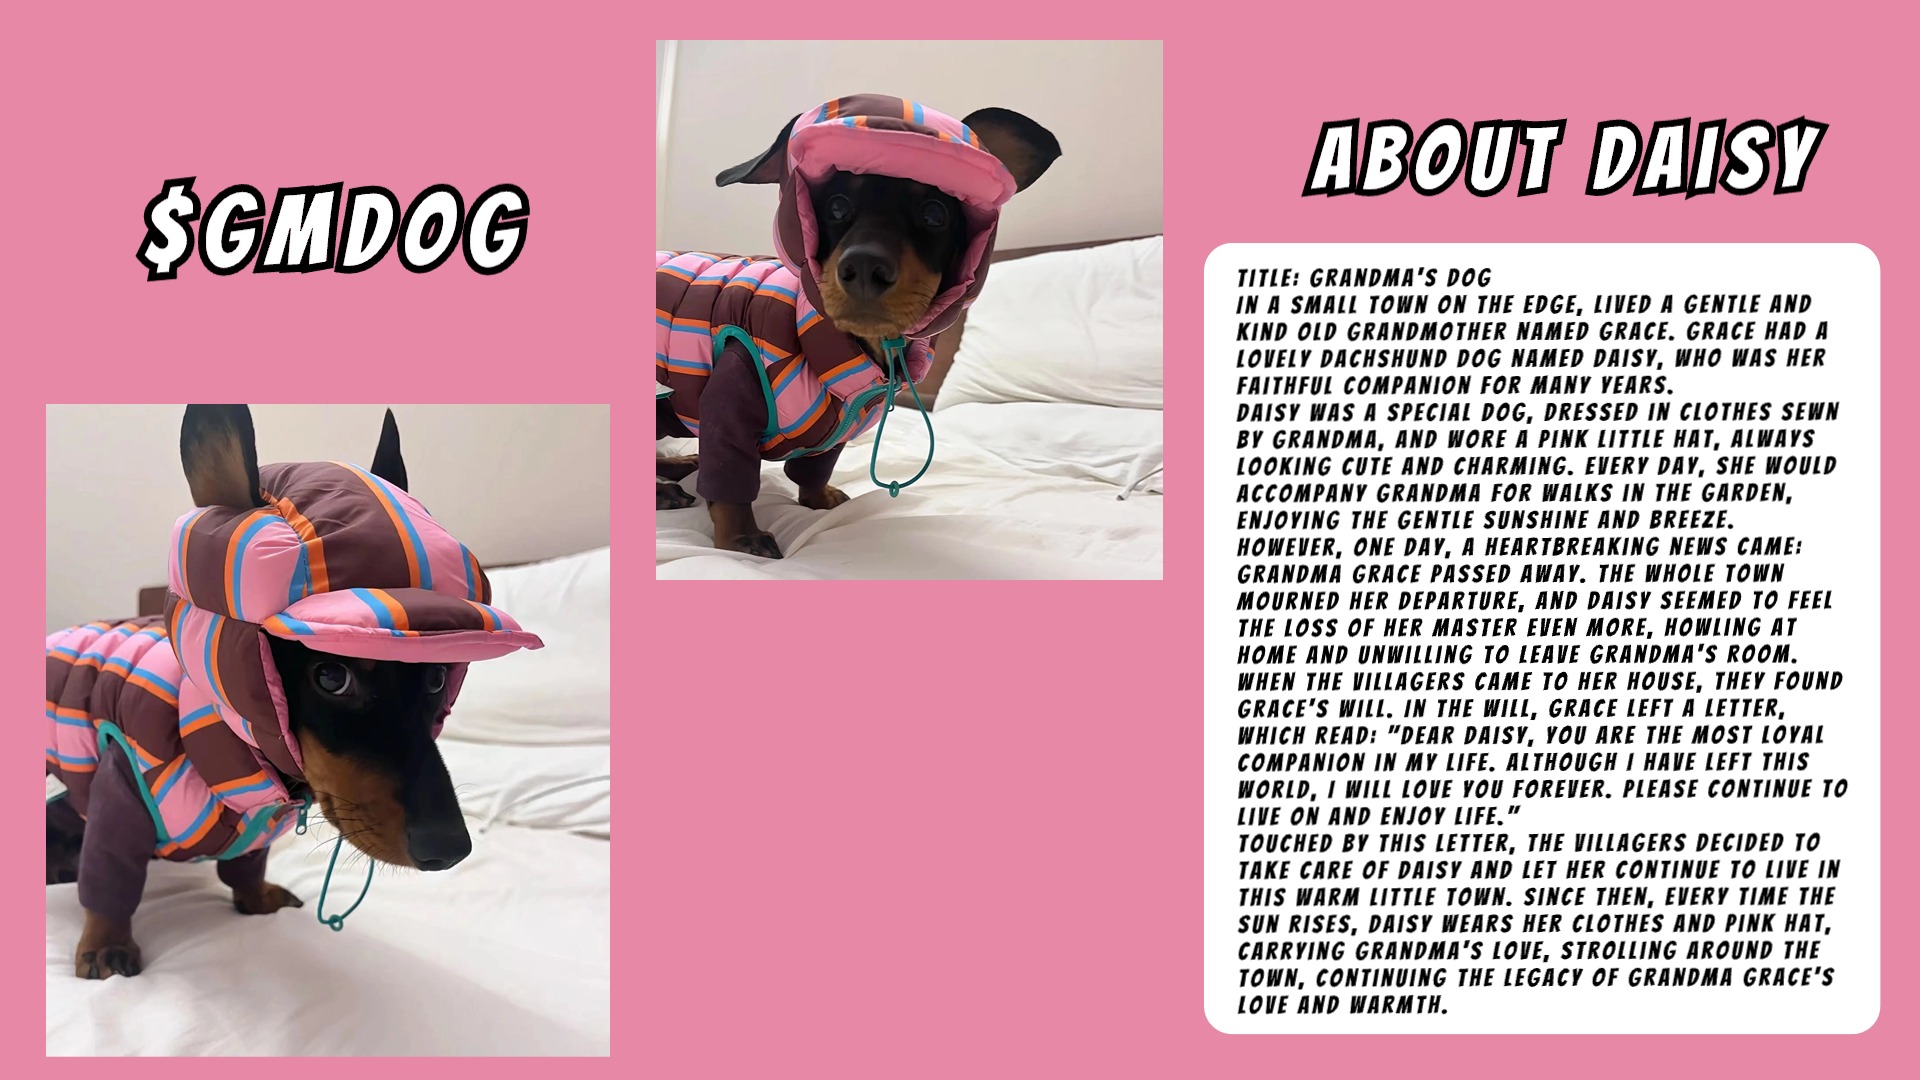 $GMDOG
ABOUT DAISY
TITLE: GRANDMA'S DOG
IN A SMALL TOWN ON THE EDGE, LIVED A GENTLE AND
KIND OLD GRANDMOTHER NAMED GRACE. GRACE HAD A
LOVELY DACHSHUND DOG NAMED DAISY, WHO WAS HER
FAITHFUL COMPANION FOR MANY YEARS.
DAISY WAS A SPECIAL DOG, DRESSED IN CLOTHES SEWN
BY GRANDMA, AND WORE A PINK LITTLE HAT, ALWAYS
LOOKING CUTE AND CHARMING. EVERY DAY, SHE WOULD
ACCOMPANY GRANDMA FOR WALKS IN THE GARDEN,
ENJOYING THE GENTLE SUNSHINE AND BREEZE.
HOWEVER, ONE DAY, A HEARTBREAKING NEWS CAME:
GRANDMA GRACE PASSED AWAY. THE WHOLE TOWN
MOURNED HER DEPARTURE, AND DAISY SEEMED TO FEEL
THE LOSS OF HER MASTER EVEN MORE, HOWLING AT
HOME AND UNWILLING TO LEAVE GRANDMA'S ROOM.
WHEN THE VILLAGERS CAME TO HER HOUSE, THEY FOUND
GRACE'S WILL. IN THE WILL, GRACE LEFT A LETTER,
WHICH READ: "DEAR DAISY, YOU ARE THE MOST LOYAL
COMPANION IN MY LIFE. ALTHOUGH I HAVE LEFT THIS
WORLD, I WILL LOVE YOU FOREVER. PLEASE CONTINUE TO
LIVE ON AND ENJOY LIFE."
TOUCHED BY THIS LETTER, THE VILLAGERS DECIDED TO
TAKE CARE OF DAISY AND LET HER CONTINUE TO LIVE IN
THIS WARM LITTLE TOWN. SINCE THEN, EVERY TIME THE
SUN RISES, DAISY WEARS HER CLOTHES AND PINK HAT,
CARRYING GRANDMA'S LOVE, STROLLING AROUND THE
TOWN, CONTINUING THE LEGACY OF GRANDMA GRACE'S
LOVE AND WARMTH.